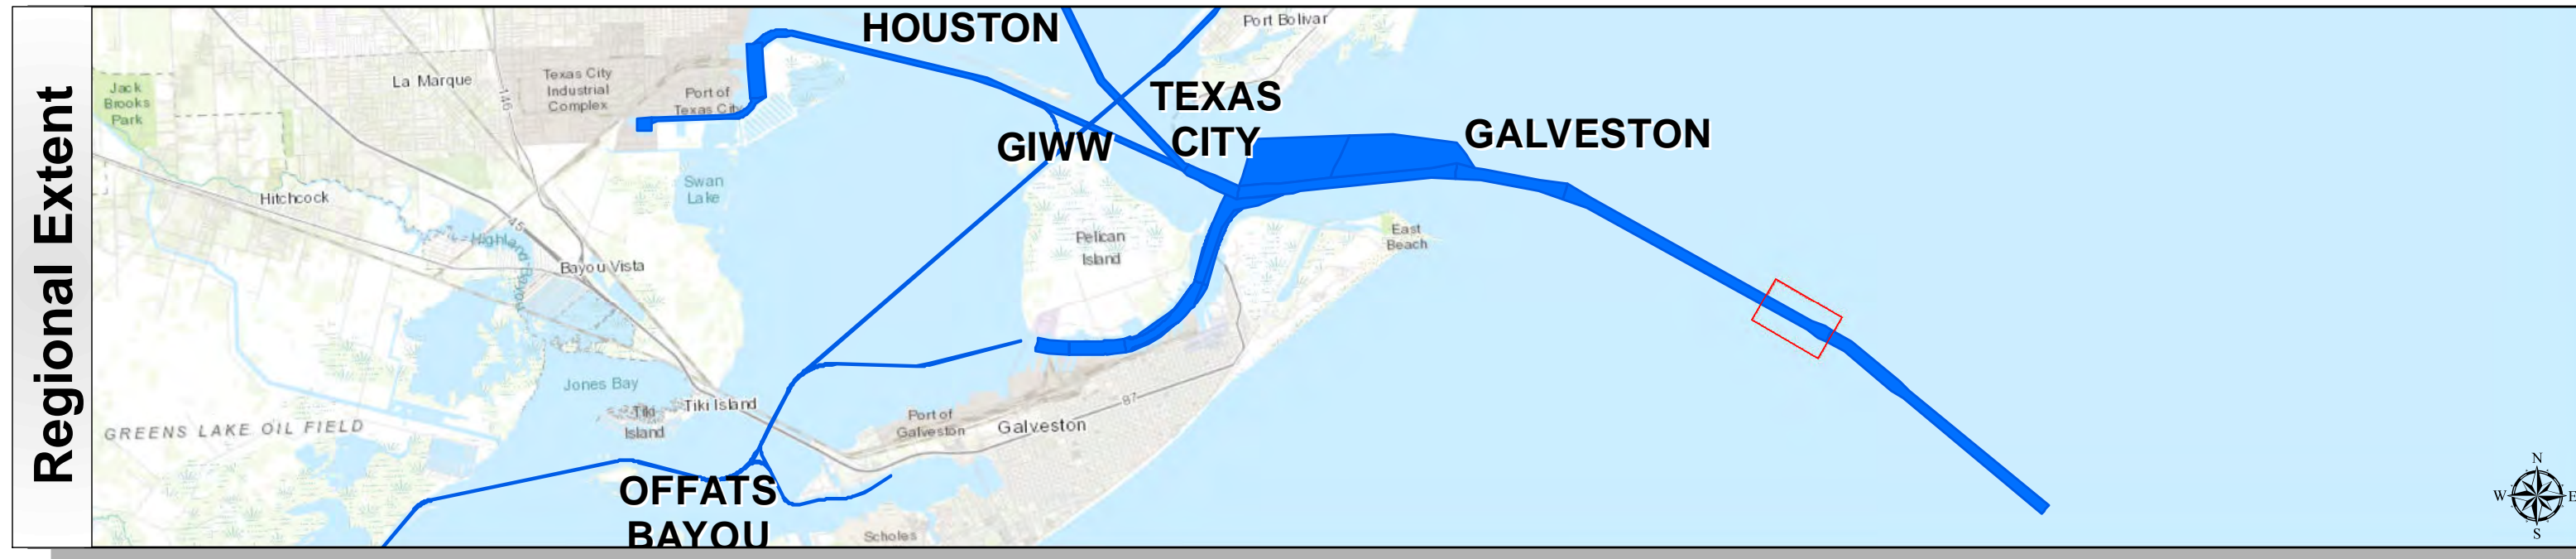 Regional Extent
HOUSTON
Port Bolivar
La Marque
Texas City
Industrial
Complex
Jack
Brooks
Park
146
Port of
Texas City
TEXAS
CITY
GIWW
GALVESTON
Swan
Lake
Hitchcock
45
Highland Bayou
Bayou Vista
Pelican
Island
East
Beach
Jones Bay
Tiki
Island
Tiki Island
Port of
Galveston
Galveston
87
GREENS LAKE OIL FIELD
OFFATS
BAYOU
Scholes
N
W
E
S